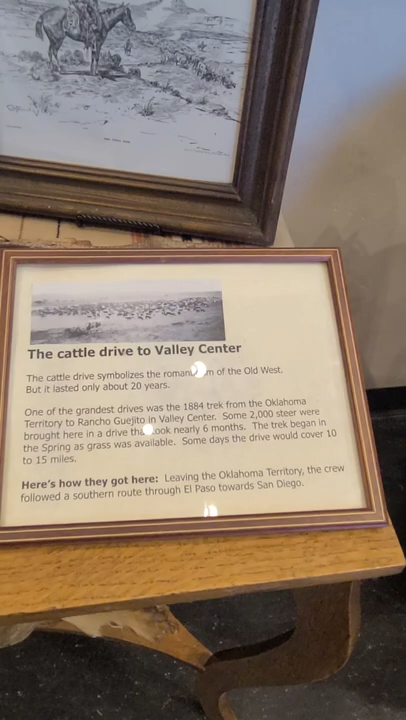 The cattle drive to Valley Center
The cattle drive symbolizes the romanticism of the Old West.
But it lasted only about 20 years.
One of the grandest drives was the 1884 trek from the Oklahoma
Territory to Rancho Guejito in Valley Center. Some 2,000 steer were
brought here in a drive that took nearly 6 months. The trek began in
the Spring as grass was available. Some days the drive would cover 10
to 15 miles.
Here's how they got here: Leaving the Oklahoma Territory, the crew
followed a southern route through El Paso towards San Diego.